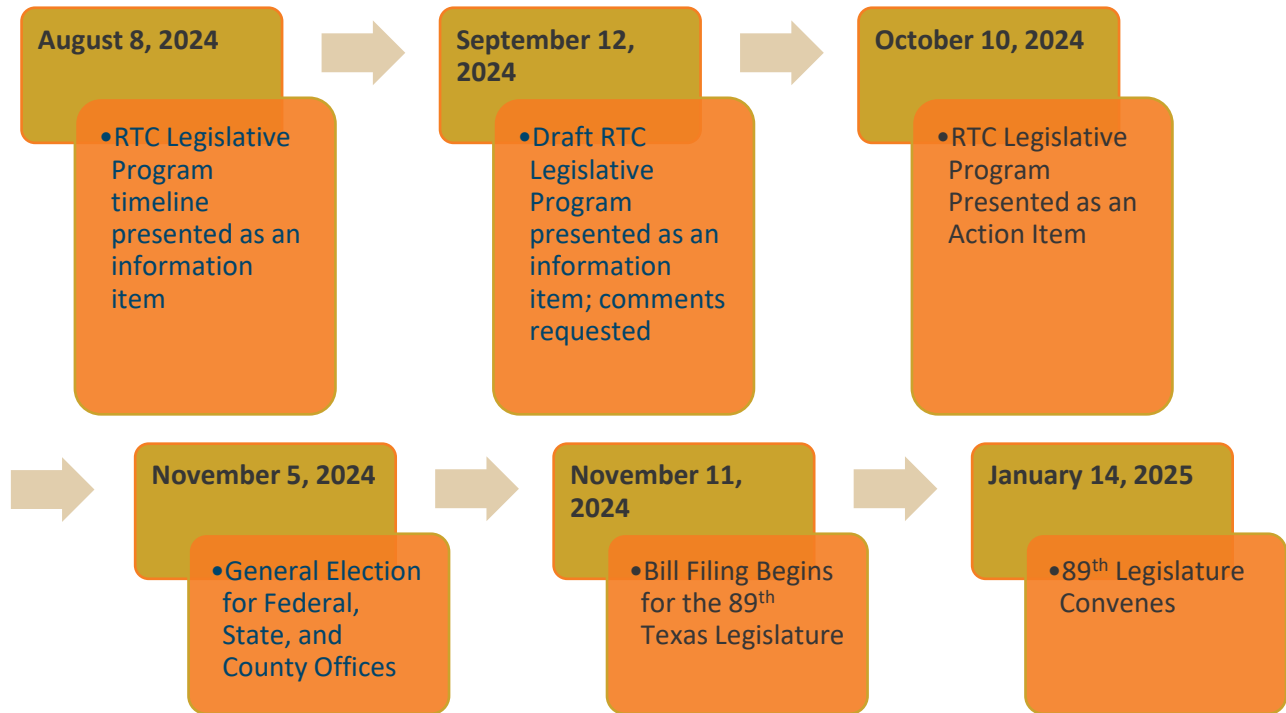 August 8, 2024
•RTC Legislative
Program
timeline
presented as an
information
item
September 12,
2024
•Draft RTC
Legislative
Program
presented as an
information
item; comments
requested
October 10, 2024
•RTC Legislative
Program
Presented as an
Action Item
November 5, 2024
•General Election
for Federal,
State, and
County Offices
November 11,
2024
•Bill Filing Begins
for the 89th
Texas Legislature
January 14, 2025
•89th Legislature
Convenes